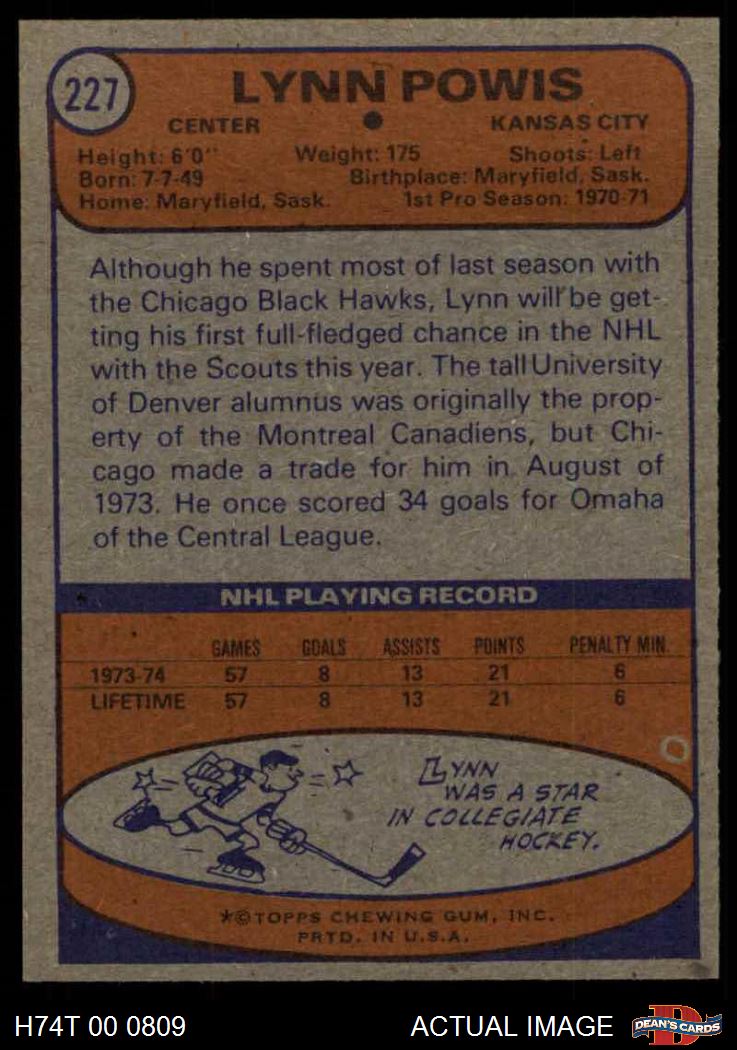 227
LYNN POWIS
CENTER KANSAS CITY
Height: 6'0" Weight: 175 Shoots: Left
Born: 7-7-49 Birthplace: Maryfield, Sask.
Home: Maryfield, Sask. 1st Pro Season: 1970-71
Although he spent most of last season with
the Chicago Black Hawks, Lynn will be get-
ting his first full-fledged chance in the NHL
with the Scouts this year. The tall University
of Denver alumnus was originally the prop-
erty of the Montreal Canadiens, but Chi-
cago made a trade for him in August of
1973. He once scored 34 goals for Omaha
of the Central League.
NHL PLAYING RECORD
GAMES GOALS ASSISTS POINTS PENALTY MIN.
1973-74 57 8 13 21 6
LIFETIME 57 8 13 21 6
LYNN
WAS A STAR
IN COLLEGIATE
HOCKEY.
*©TOPPS CHEWING GUM, INC.
PRTD. IN U.S.A.
H74T 00 0809 ACTUAL IMAGE
D
DEAN'S CARDS